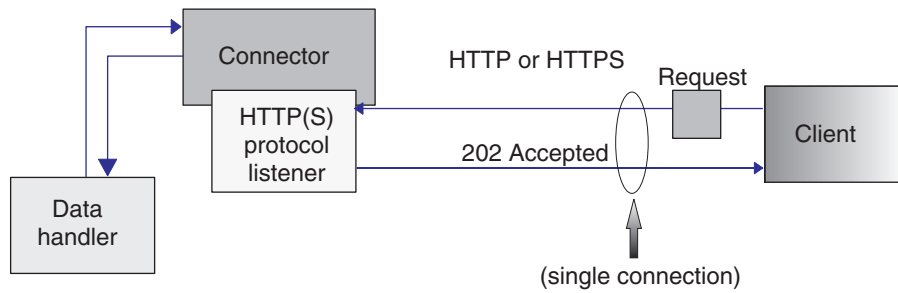 Connector
HTTP or HTTPS
Request
HTTP(S)
protocol
listener
202 Accepted
Client
Data
handler
(single connection)